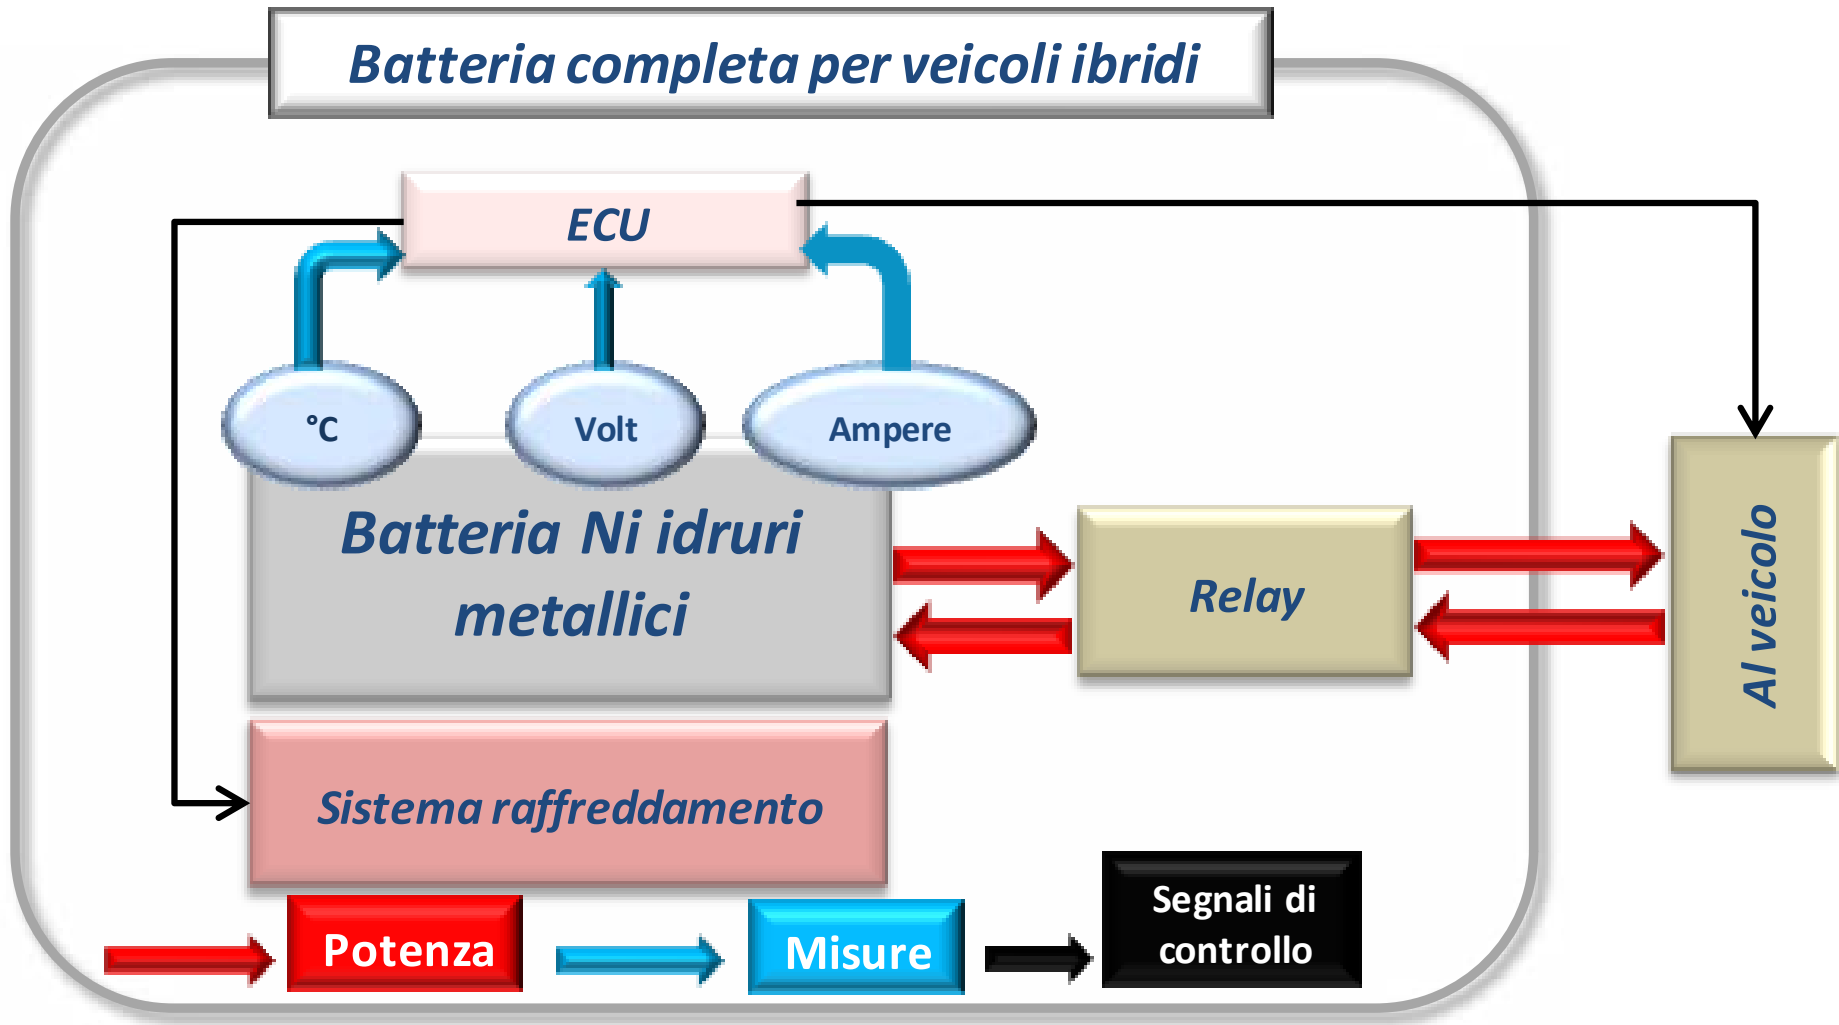 Batteria completa per veicoli ibridi
ECU
°C
Volt
Ampere
Batteria Ni idruri
metallici
Relay
Al veicolo
Sistema raffreddamento
Potenza
Misure
Segnali di
controllo